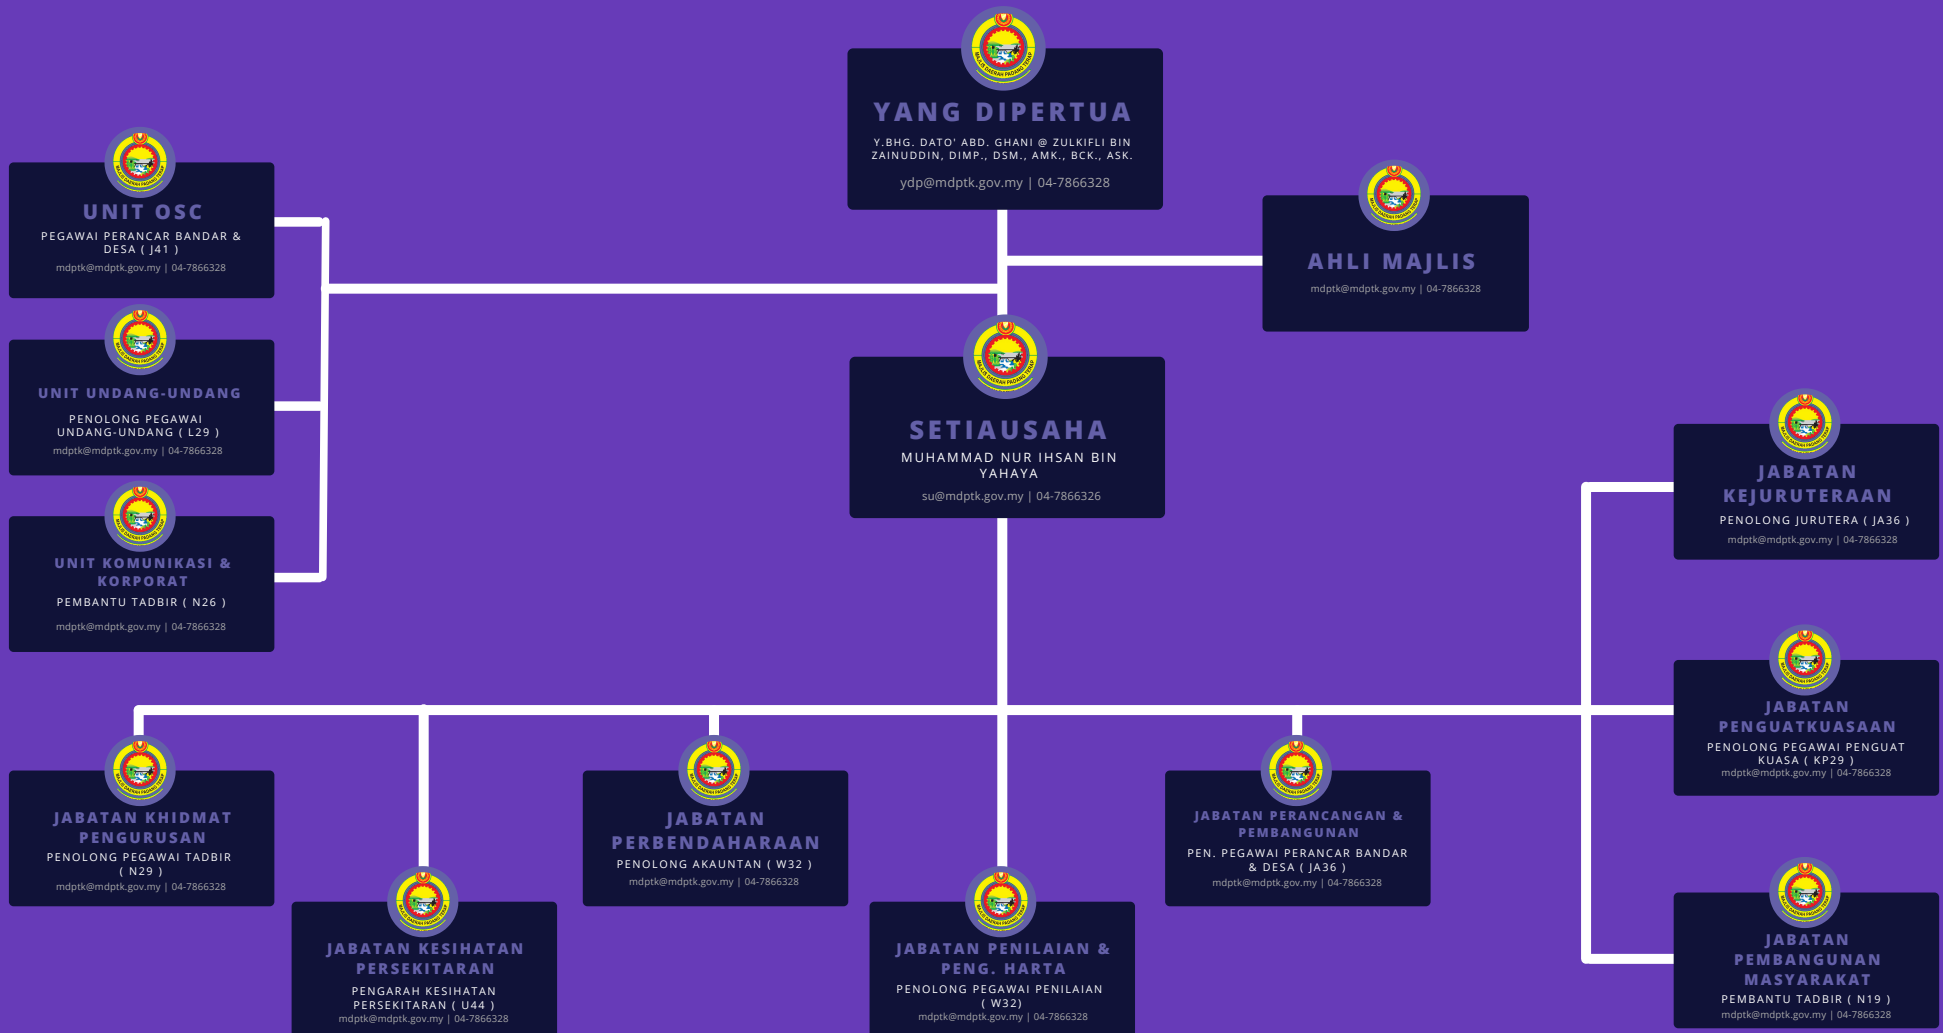 YANG DIPERTUA
Y.BHG. DATO' ABD. GHANI @ ZULKIFLI BIN
ZAINUDDIN, DIMP., DSM., AMK., BCK., ASK.
ydp@mdptk.gov.my | 04-7866328
AHLI MAJLIS
mdptk@mdptk.gov.my | 04-7866328
UNIT OSC
PEGAWAI PERANCAR BANDAR &
DESA ( J41 )
mdptk@mdptk.gov.my | 04-7866328
UNIT UNDANG-UNDANG
PENOLONG PEGAWAI
UNDANG-UNDANG ( L29 )
mdptk@mdptk.gov.my | 04-7866328
UNIT KOMUNIKASI &
KORPORAT
PEMBANTU TADBIR ( N26 )
mdptk@mdptk.gov.my | 04-7866328
SETIAUSAHA
MUHAMMAD NUR IHSAN BIN
YAHAYA
su@mdptk.gov.my | 04-7866326
JABATAN
KEJURUTERAAN
PENOLONG JURUTERA ( JA36 )
mdptk@mdptk.gov.my | 04-7866328
JABATAN
PENGUATKUASAAN
PENOLONG PEGAWAI PENGUAT
KUASA ( KP29 )
mdptk@mdptk.gov.my | 04-7866328
JABATAN
PEMBANGUNAN
MASYARAKAT
PEMBANTU TADBIR ( N19 )
mdptk@mdptk.gov.my | 04-7866328
JABATAN KHIDMAT
PENGURUSAN
PENOLONG PEGAWAI TADBIR
( N29 )
mdptk@mdptk.gov.my | 04-7866328
JABATAN KESIHATAN
PERSEKITARAN
PENGARAH KESIHATAN
PERSEKITARAN ( U44 )
mdptk@mdptk.gov.my | 04-7866328
JABATAN
PERBENDAHARAAN
PENOLONG AKAUNTAN ( W32 )
mdptk@mdptk.gov.my | 04-7866328
JABATAN PENILAIAN &
PENG. HARTA
PENOLONG PEGAWAI PENILAIAN
( W32)
mdptk@mdptk.gov.my | 04-7866328
JABATAN PERANCANGAN &
PEMBANGUNAN
PEN. PEGAWAI PERANCAR BANDAR
& DESA ( JA36 )
mdptk@mdptk.gov.my | 04-7866328